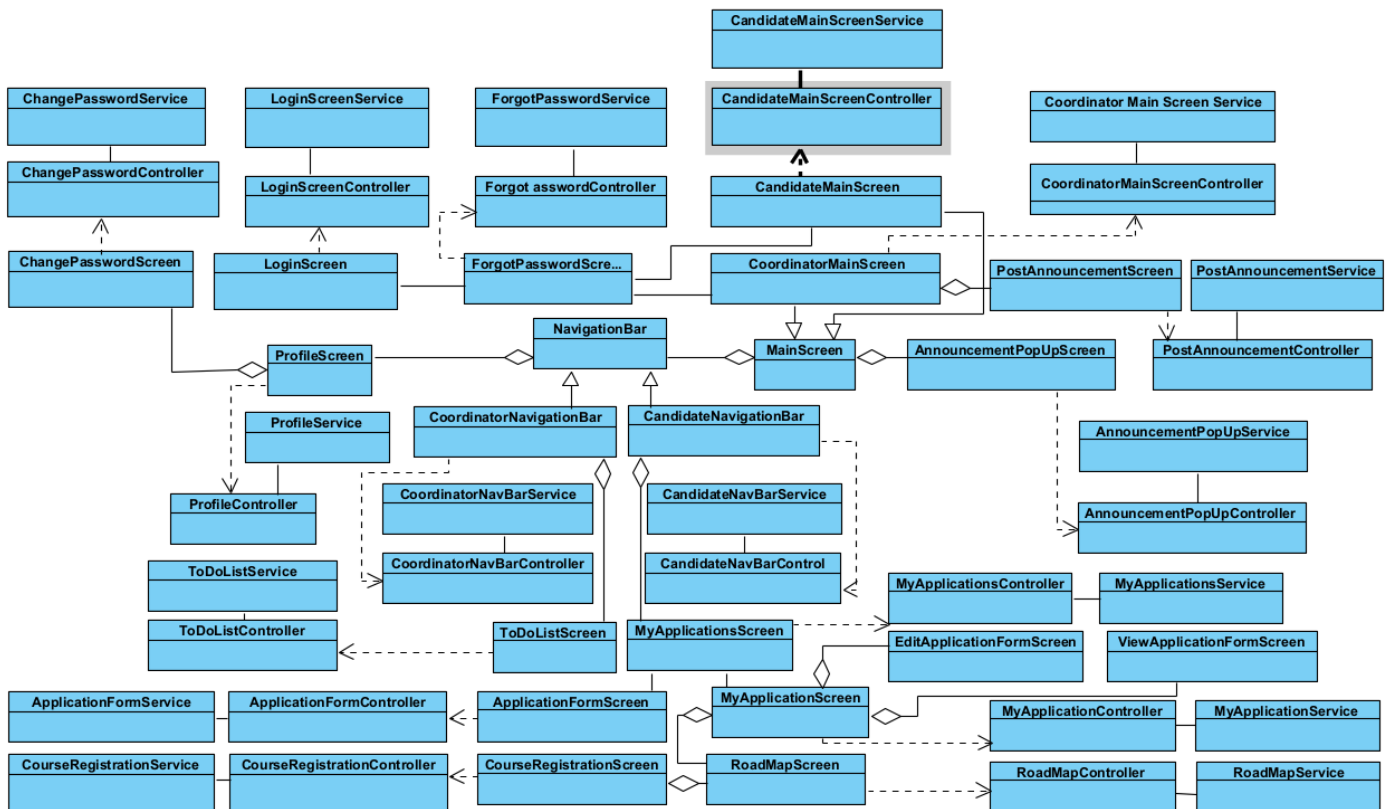 CandidateMainScreenService
ChangePasswordService
LoginScreenService
ForgotPasswordService
CandidateMainScreenController
Coordinator Main Screen Service
ChangePasswordController
LoginScreenController
Forgot asswordController
CandidateMainScreen
CoordinatorMainScreenController
ChangePasswordScreen
LoginScreen
ForgotPasswordScre...
CoordinatorMainScreen
PostAnnouncementScreen
PostAnnouncementService
NavigationBar
ProfileScreen
MainScreen
AnnouncementPopUpScreen
PostAnnouncementController
ProfileService
CoordinatorNavigationBar
CandidateNavigationBar
AnnouncementPopUpService
ProfileController
CoordinatorNavBarService
CandidateNavBarService
AnnouncementPopUpController
ToDoListService
CoordinatorNavBarController
CandidateNavBarControl
MyApplicationsController
MyApplicationsService
ToDoListController
ToDoListScreen
MyApplicationsScreen
EditApplicationFormScreen
ViewApplicationFormScreen
ApplicationFormService
ApplicationFormController
ApplicationFormScreen
MyApplicationScreen
MyApplicationController
MyApplicationService
CourseRegistrationService
CourseRegistrationController
CourseRegistrationScreen
RoadMapScreen
RoadMapController
RoadMapService